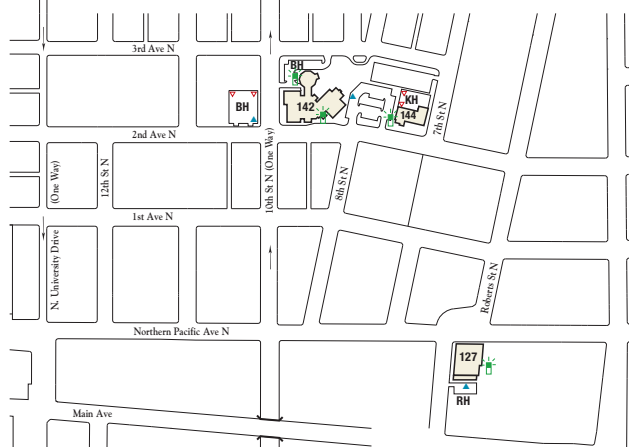 3rd Ave N
BH
BH
142
KH
144
7th St N
2nd Ave N
(One Way)
12th St N
10th St N (One Way)
8th St N
1st Ave N
N. University Drive
Roberts St N
Northern Pacific Ave N
127
RH
Main Ave